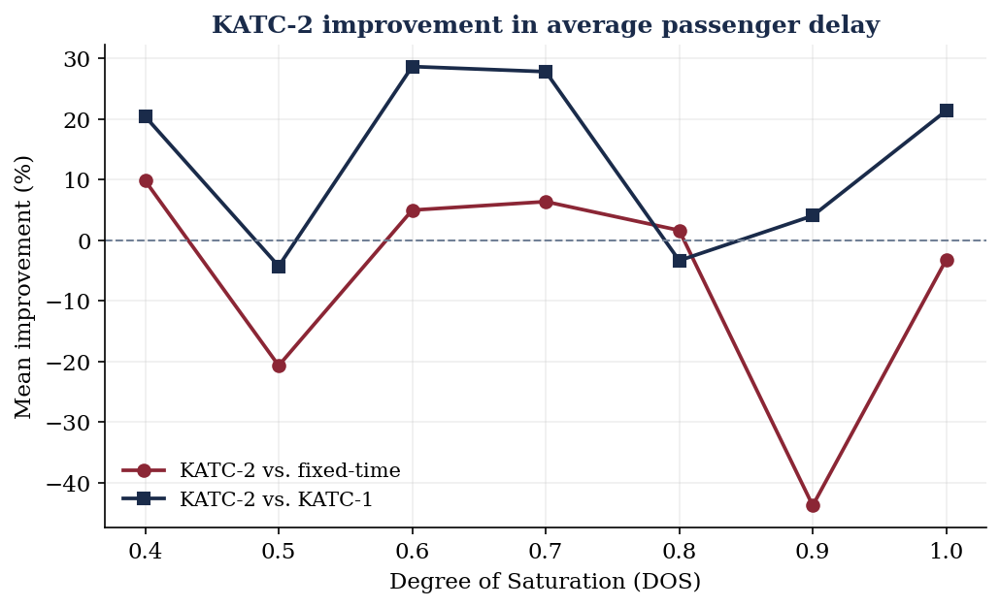 KATC-2 improvement in average passenger delay
Mean improvement (%)
30
20
10
0
−10
−20
−30
−40
KATC-2 vs. fixed-time
KATC-2 vs. KATC-1
0.4 0.5 0.6 0.7 0.8 0.9 1.0
Degree of Saturation (DOS)